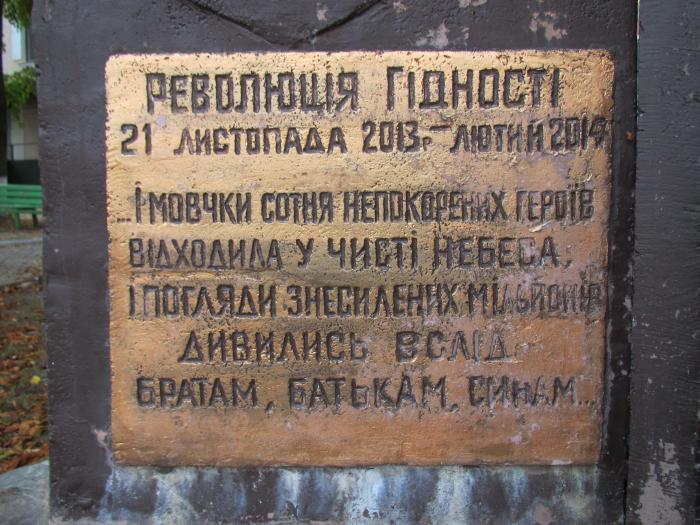 РЕВОЛЮЦІЯ ГІДНОСТІ
21 ЛИСТОПАДА 2013р.– ЛЮТИЙ 2014
...І МОВЧКИ СОТНЯ НЕПОКОРЕНИХ ГЕРОЇВ
ВІДХОДИЛА У ЧИСТІ НЕБЕСА,
І ПОГЛЯДИ ЗНЕСИЛЕНИХ МІЛЬЙОНІВ
ДИВИЛИСЬ ВСЛІД
БРАТАМ, БАТЬКАМ, СИНАМ...